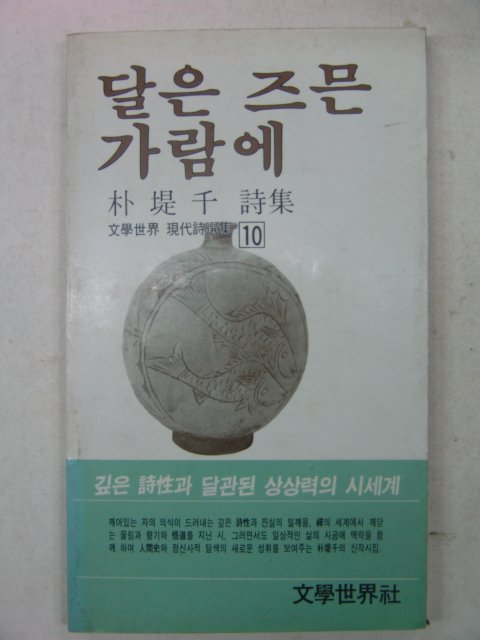 달은 즈믄
가람에
朴堤千 詩集
文學世界 現代詩選集 10
깊은 詩性과 달관된 상상력의 시세계
깨어있는 자의 의식이 드러내는 깊은 詩性과 진실의 일깨움, 禪의 세계에서 깨닫
는 울림과 향기와 悟道를 지닌 시, 그러면서도 일상적인 삶의 시공에 맥락을 함
께 하며 人間史와 정신사적 탐색의 새로운 성취를 보여주는 朴堤千의 신작시집.
文學世界社